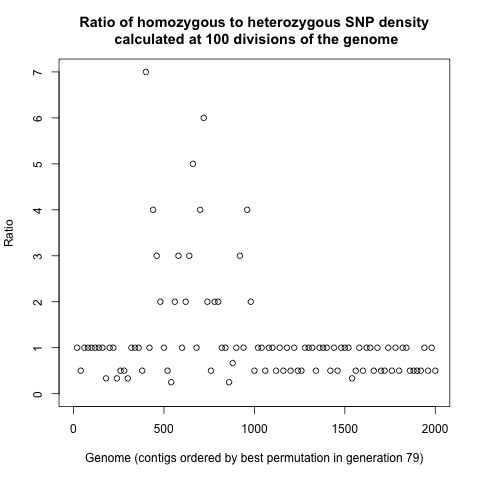 Ratio of homozygous to heterozygous SNP density
calculated at 100 divisions of the genome
7
6
5
4
3
2
1
0
Ratio
0 500 1000 1500 2000
Genome (contigs ordered by best permutation in generation 79)